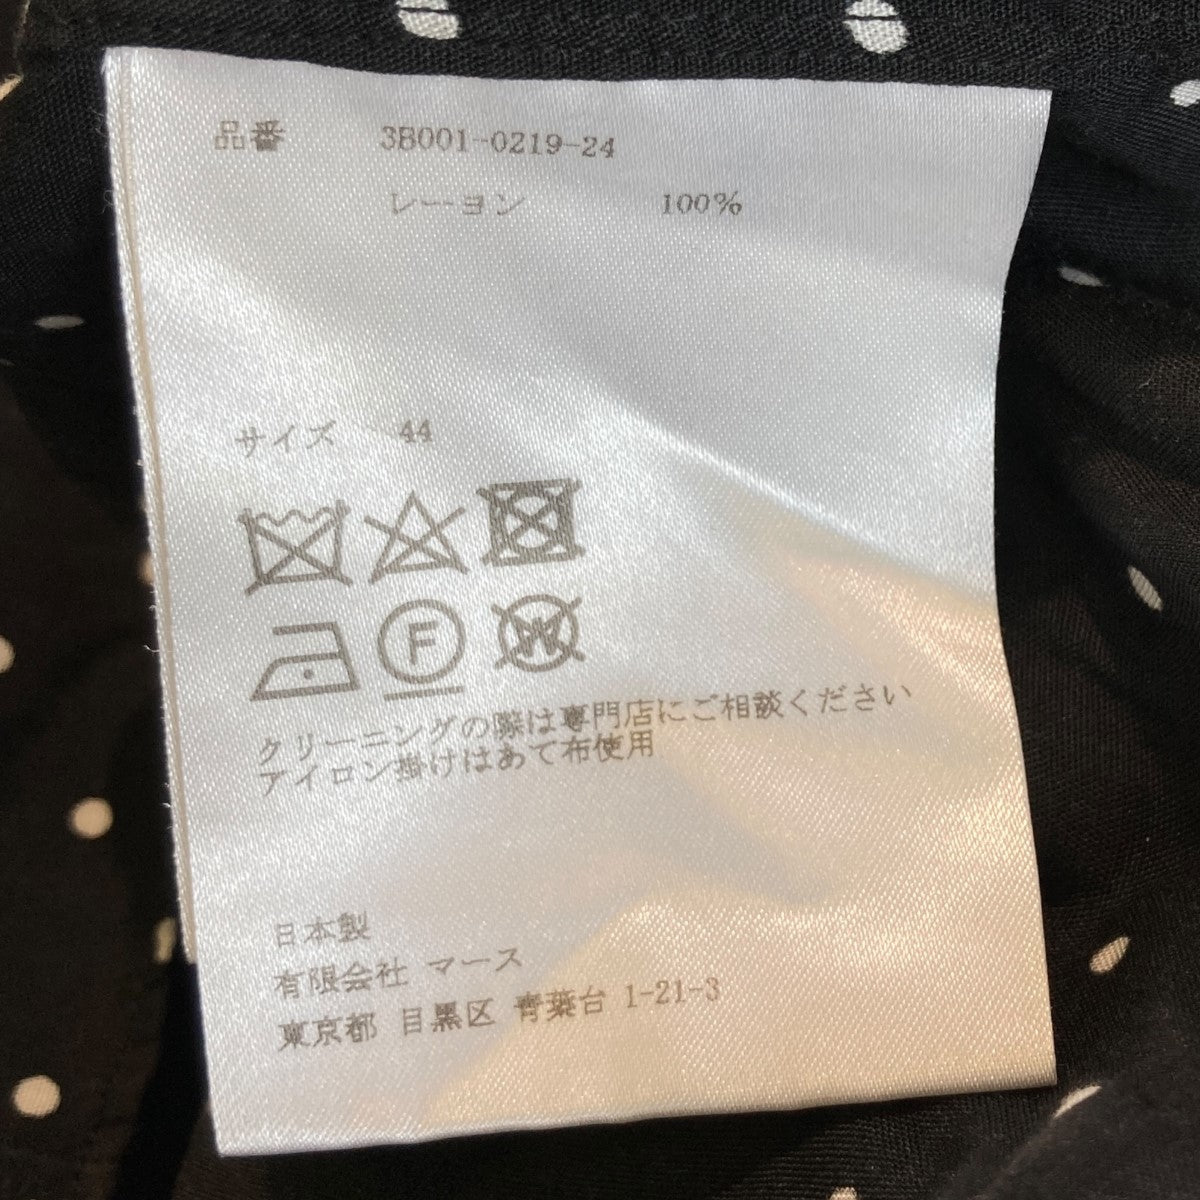 品番 3B001-0219-24
レーヨン 100%
サイズ 44
F W
クリーニングの際は専門店にご相談ください
アイロン掛けはあて布使用
日本製
有限会社 マース
東京都 目黒区 青葉台 1-21-3